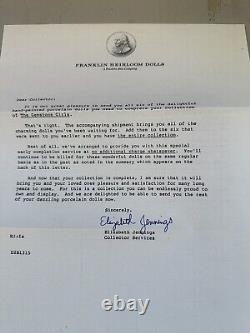 FRANKLIN HEIRLOOM DOLLS
Dear Collector:
It is our great pleasure to send you all six of the delightful
hand-painted porcelain dolls you need to complete your collection
of The Gemstone Girls.
That's right. The accompanying shipment brings you all of the
charming dolls you've been waiting for. Add them to the six that
were sent to you earlier and you have the entire collection.
Best of all, we've arranged to provide you with this special
early completion service at no additional charge whatsoever. You'll
continue to be billed for these wonderful dolls on the same regular
basis as in the past and the summary which appears on the
back of this letter.
And now that your collection is complete, I am sure that it will
bring you and your loved ones pleasure and satisfaction for many long
years to come. For this is a collection you can be endlessly proud to
own and display. And we are delighted to be able to send you the rest
of your dazzling porcelain dolls now.
Sincerely,
Elizabeth Jennings
Elizabeth Jennings
Collector Services